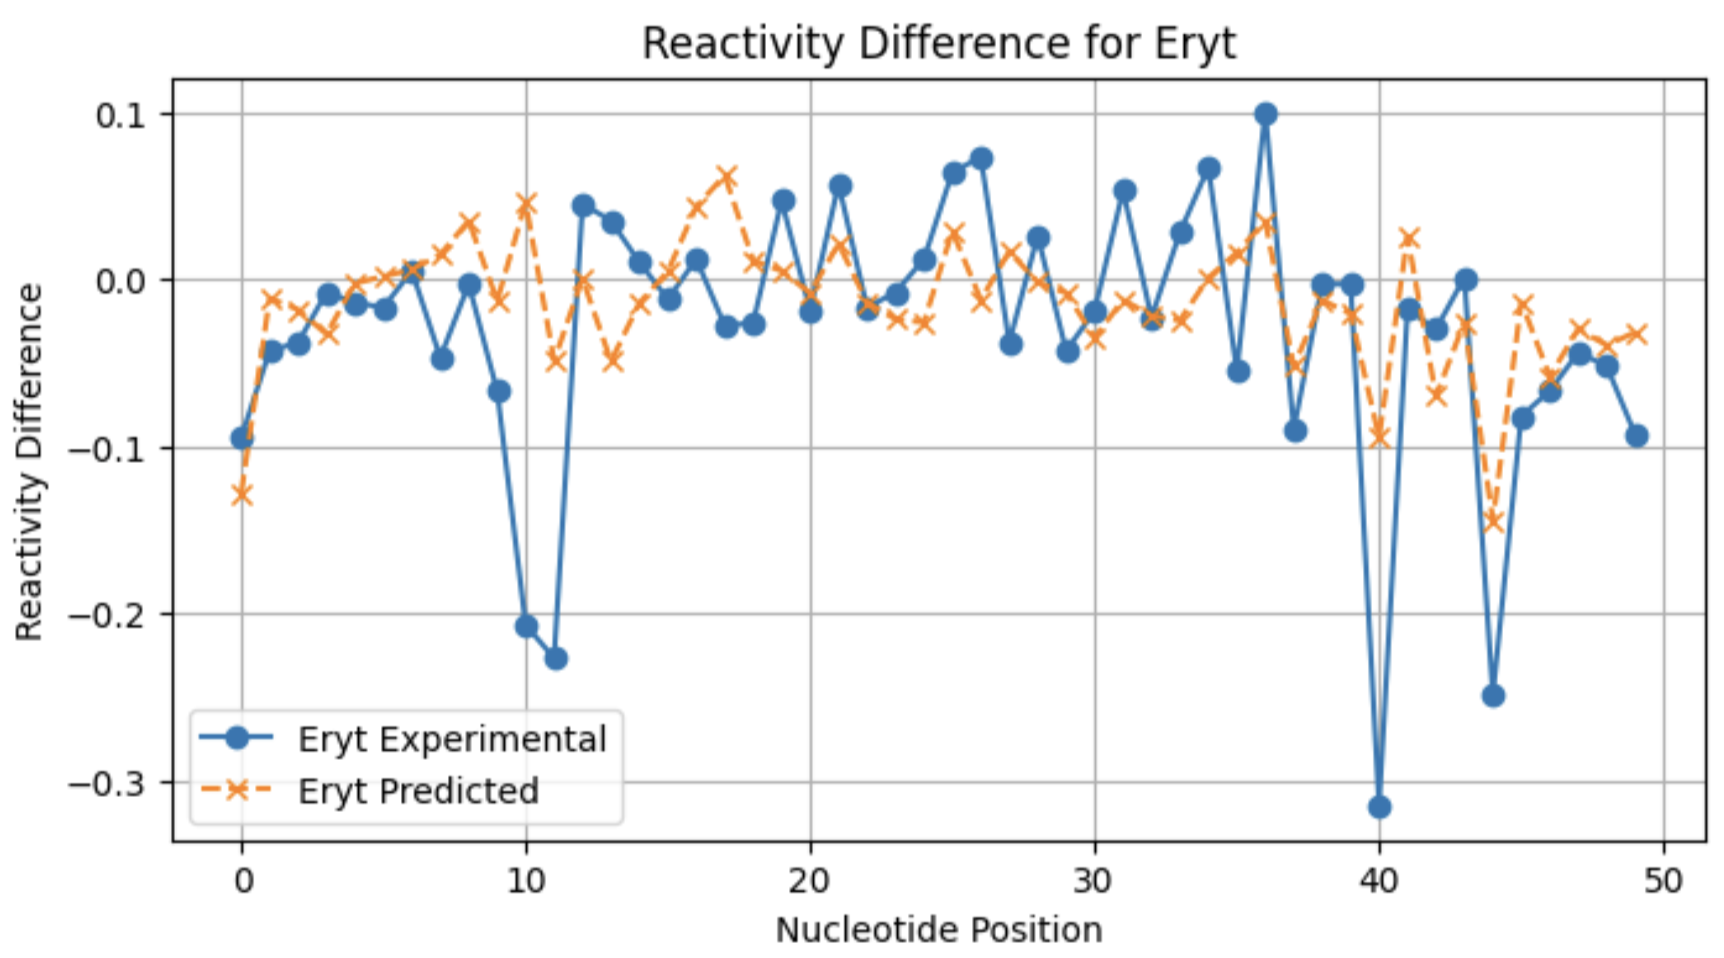 Reactivity Difference for Eryt
Reactivity Difference
0.1
0.0
−0.1
−0.2
−0.3
Eryt Experimental
Eryt Predicted
0 10 20 30 40 50
Nucleotide Position